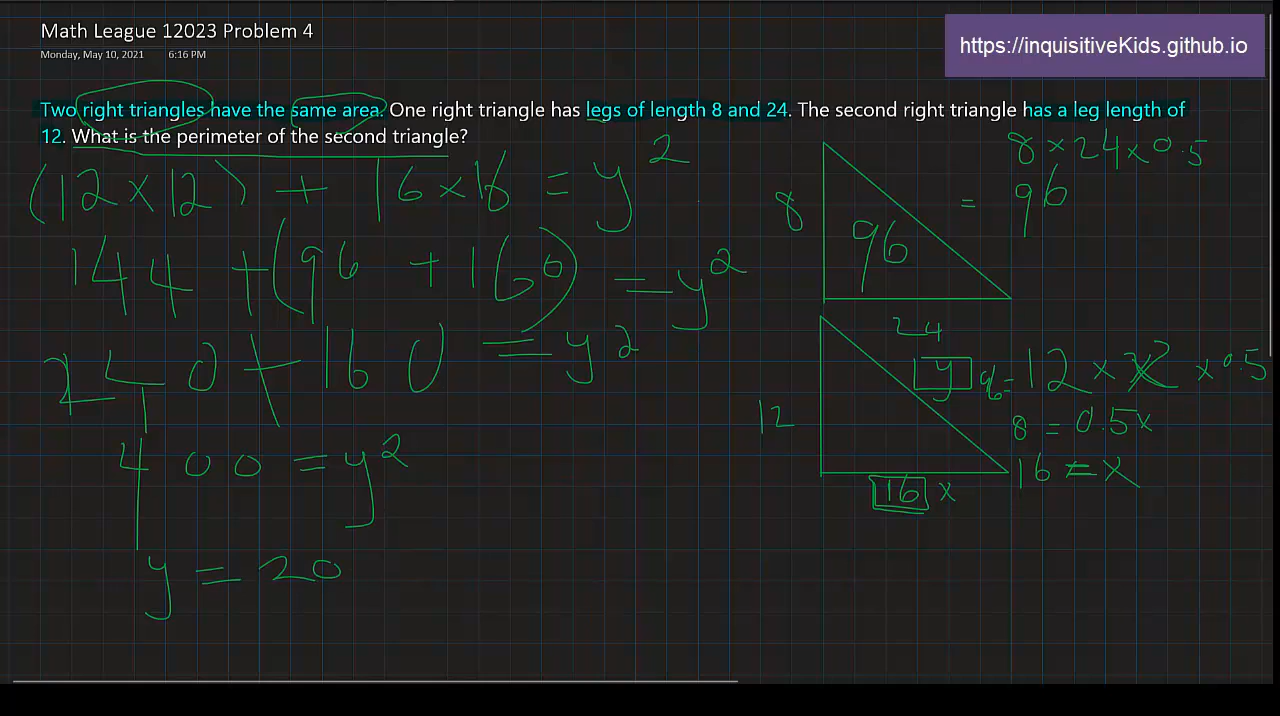 Math League 12023 Problem 4
Monday, May 10, 2021 6:16 PM
https://inquisitiveKids.github.io
Two right triangles have the same area. One right triangle has legs of length 8 and 24. The second right triangle has a leg length of
12. What is the perimeter of the second triangle?
(12 × 12) + 16 × 16 = y²
144 + (96 + 160) = y²
240 + 160 = y²
400 = y²
y = 20
8 × 24 × 0.5
= 96
8
96
24
y
12
16 x
96 = 12 × x × 0.5
8 = 0.5x
16 = x